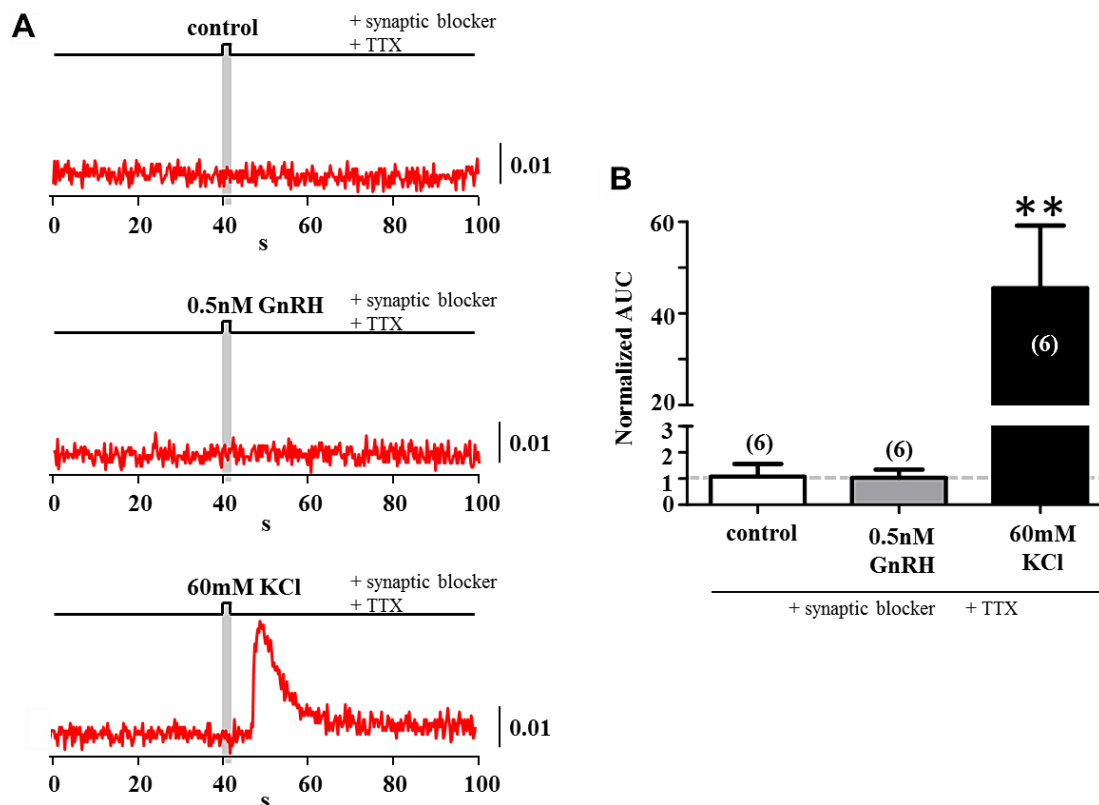 A
control
+ synaptic blocker
+ TTX
0.01
0 20 40 60 80 100
s
0.5nM GnRH
+ synaptic blocker
+ TTX
0.01
0 20 40 60 80 100
s
60mM KCl
+ synaptic blocker
+ TTX
0.01
0 20 40 60 80 100
s
B
Normalized AUC
60
40
20
3
2
1
0
(6)
(6)
**
(6)
control
0.5nM
GnRH
60mM
KCl
+ synaptic blocker + TTX